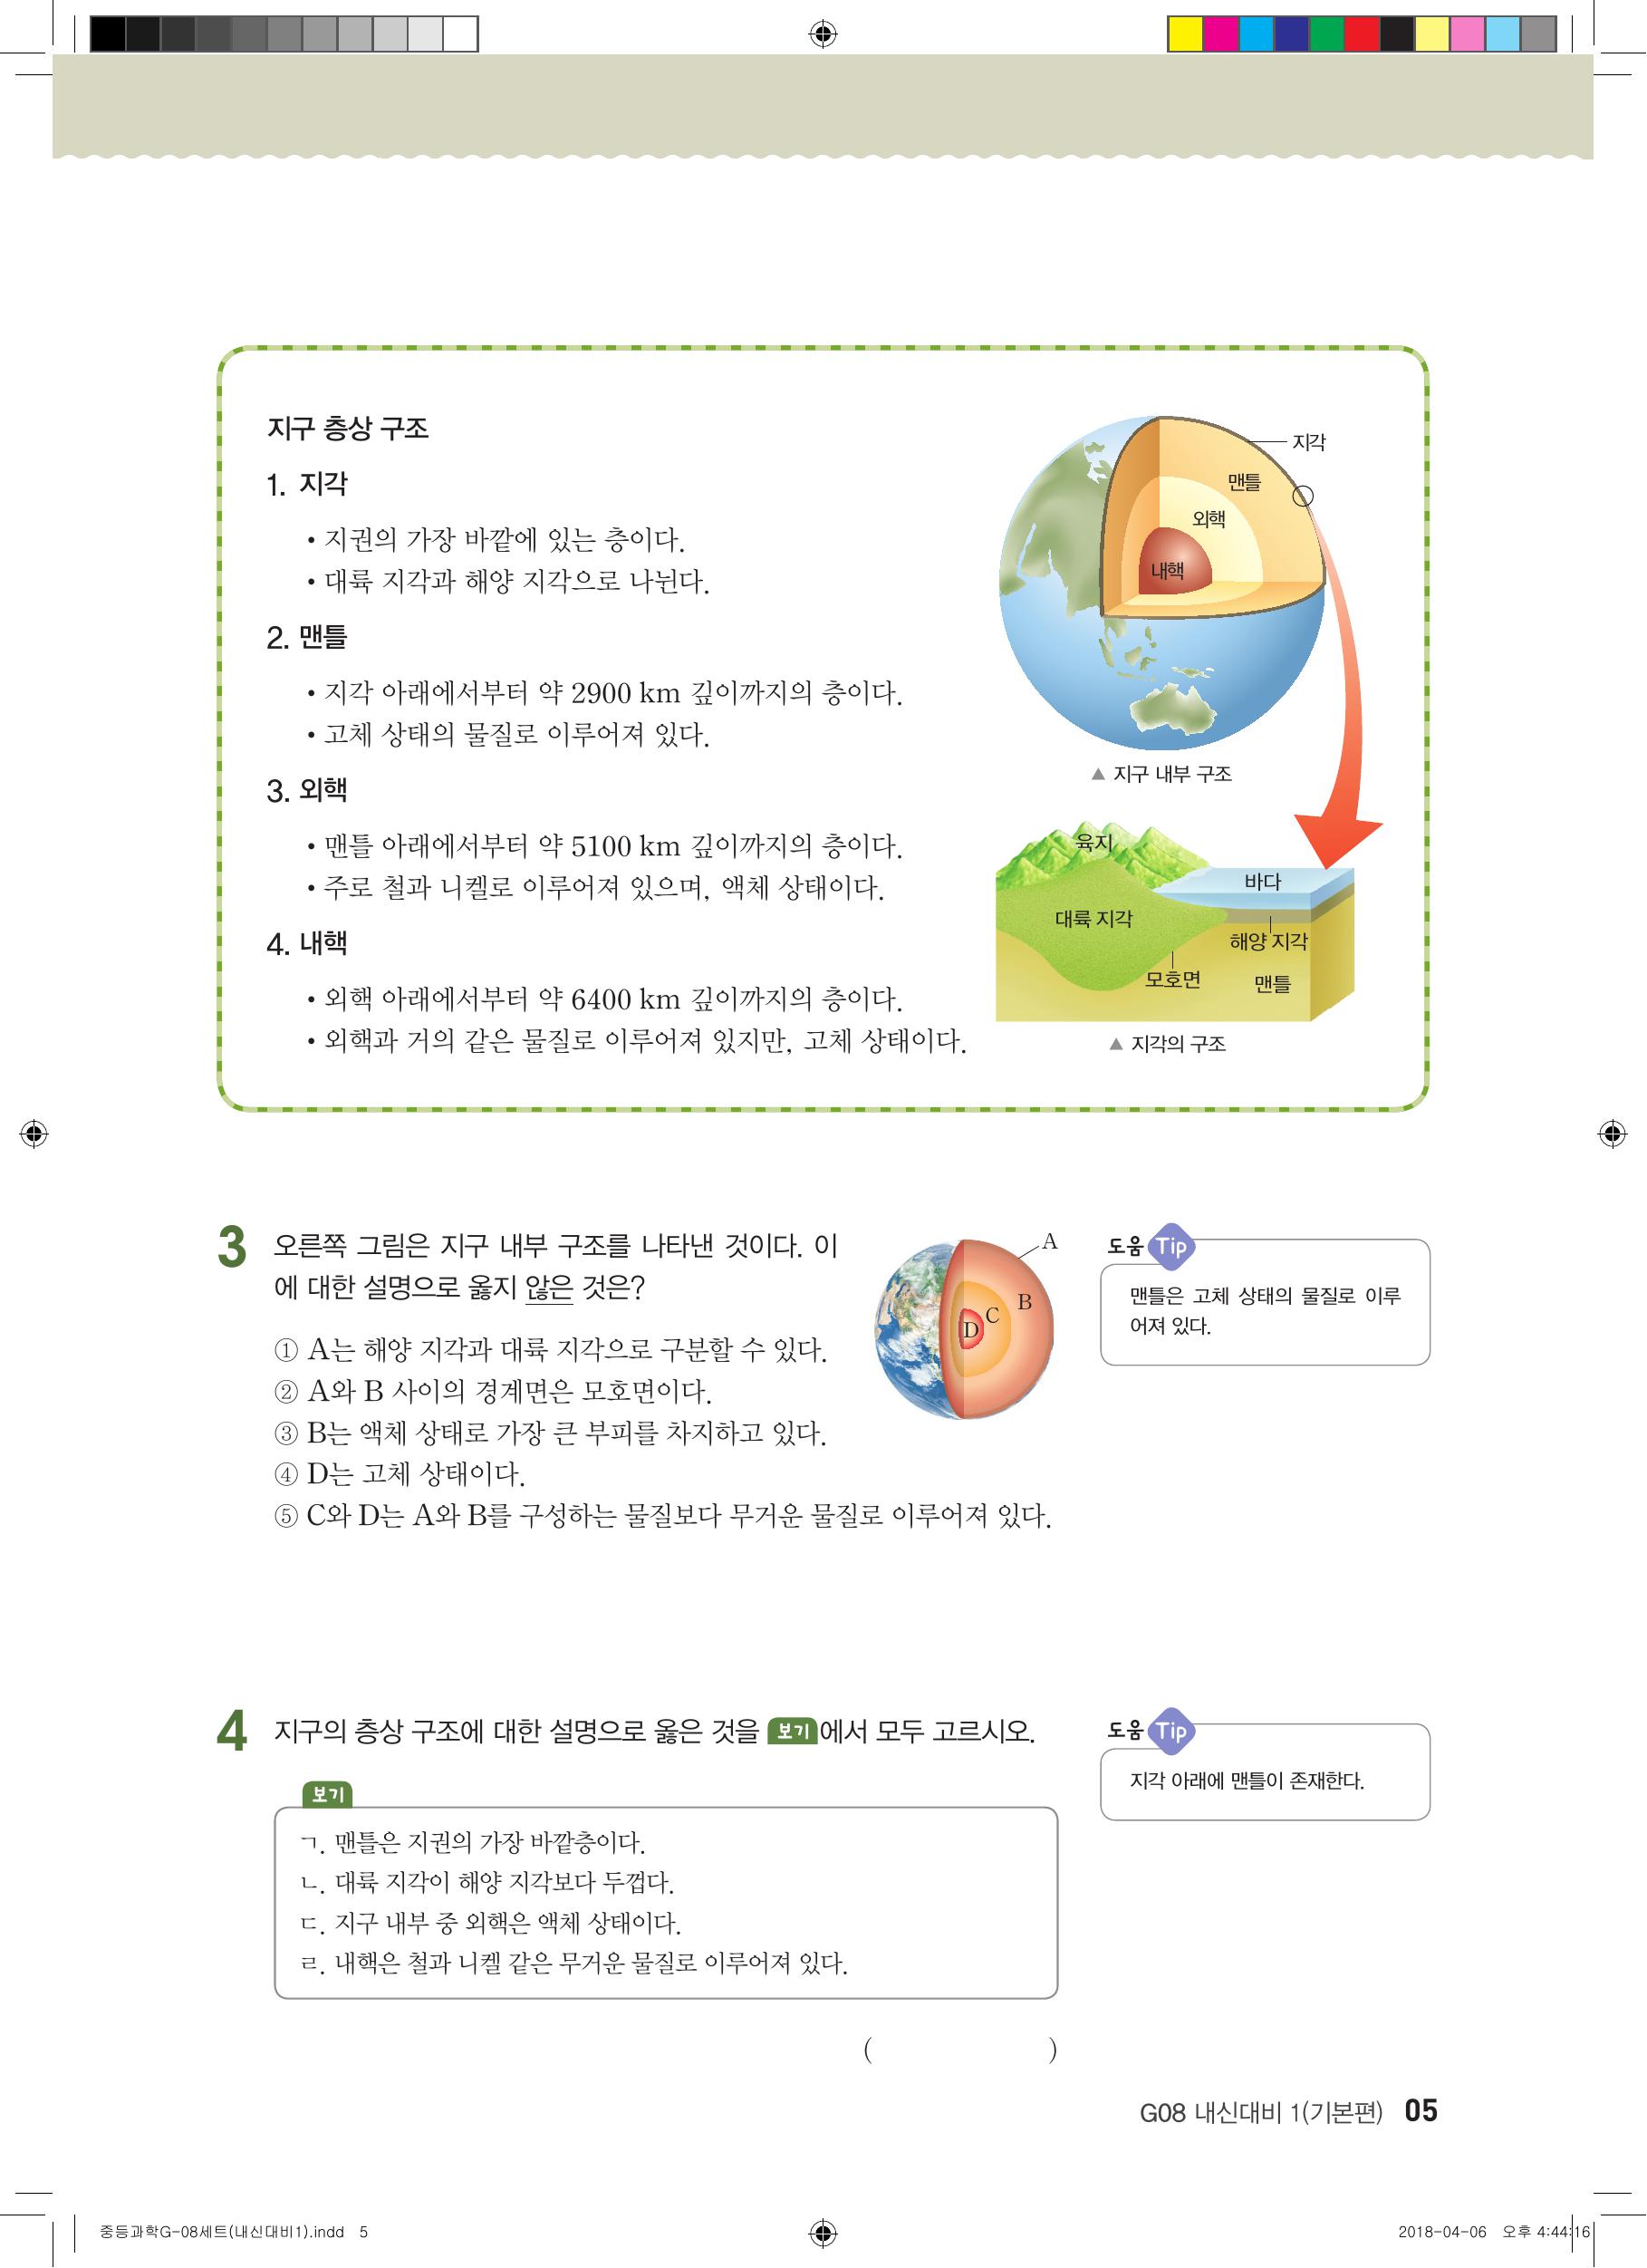 지구 층상 구조
1. 지각
• 지권의 가장 바깥에 있는 층이다.
• 대륙 지각과 해양 지각으로 나뉜다.
2. 맨틀
• 지각 아래에서부터 약 2900 km 깊이까지의 층이다.
• 고체 상태의 물질로 이루어져 있다.
3. 외핵
• 맨틀 아래에서부터 약 5100 km 깊이까지의 층이다.
• 주로 철과 니켈로 이루어져 있으며, 액체 상태이다.
4. 내핵
• 외핵 아래에서부터 약 6400 km 깊이까지의 층이다.
• 외핵과 거의 같은 물질로 이루어져 있지만, 고체 상태이다.
지각
맨틀
외핵
내핵
▲ 지구 내부 구조
육지
바다
대륙 지각
해양 지각
모호면
맨틀
▲ 지각의 구조
3 오른쪽 그림은 지구 내부 구조를 나타낸 것이다. 이
에 대한 설명으로 옳지 않은 것은?
① A는 해양 지각과 대륙 지각으로 구분할 수 있다.
② A와 B 사이의 경계면은 모호면이다.
③ B는 액체 상태로 가장 큰 부피를 차지하고 있다.
④ D는 고체 상태이다.
⑤ C와 D는 A와 B를 구성하는 물질보다 무거운 물질로 이루어져 있다.
A
B
C
D
도움 Tip
맨틀은 고체 상태의 물질로 이루
어져 있다.
4 지구의 층상 구조에 대한 설명으로 옳은 것을 보기 에서 모두 고르시오.
보기
ㄱ. 맨틀은 지권의 가장 바깥층이다.
ㄴ. 대륙 지각이 해양 지각보다 두껍다.
ㄷ. 지구 내부 중 외핵은 액체 상태이다.
ㄹ. 내핵은 철과 니켈 같은 무거운 물질로 이루어져 있다.
( )
도움 Tip
지각 아래에 맨틀이 존재한다.
G08 내신대비 1(기본편) 05
중등과학G-08세트(내신대비1).indd 5
2018-04-06 오후 4:44:16